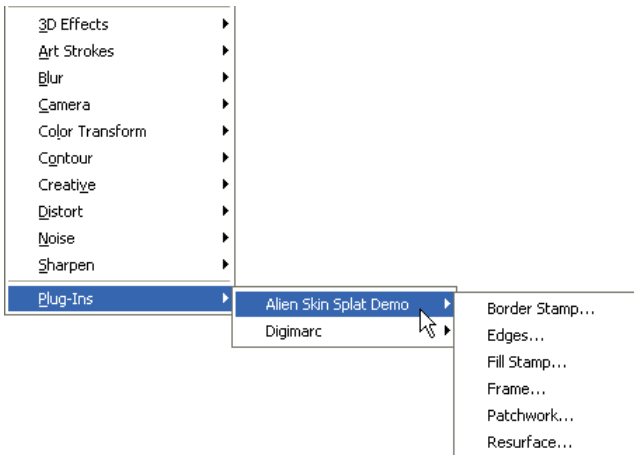 3D Effects
Art Strokes
Blur
Camera
Color Transform
Contour
Creative
Distort
Noise
Sharpen
Plug-Ins
Alien Skin Splat Demo
Digimarc
Border Stamp...
Edges...
Fill Stamp...
Frame...
Patchwork...
Resurface...